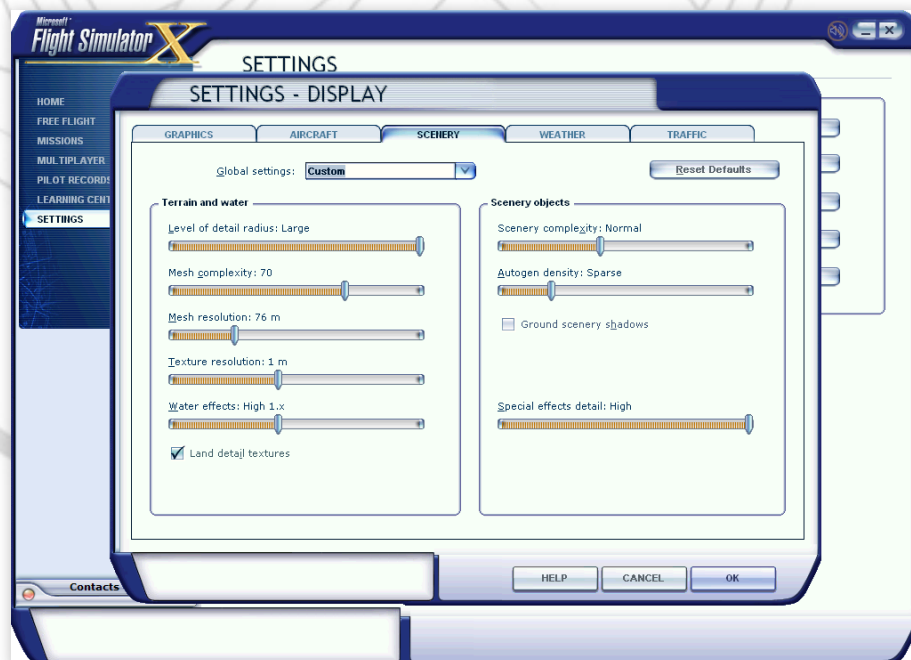 Microsoft
Flight Simulator X
SETTINGS
SETTINGS - DISPLAY
HOME
FREE FLIGHT
MISSIONS
MULTIPLAYER
PILOT RECORDS
LEARNING CENT
SETTINGS
GRAPHICS AIRCRAFT SCENERY WEATHER TRAFFIC
Global settings: Custom Reset Defaults
Terrain and water
Level of detail radius: Large
Mesh complexity: 70
Mesh resolution: 76 m
Texture resolution: 1 m
Water effects: High 1.x
Land detail textures
Scenery objects
Scenery complexity: Normal
Autogen density: Sparse
Ground scenery shadows
Special effects detail: High
HELP CANCEL OK
Contacts